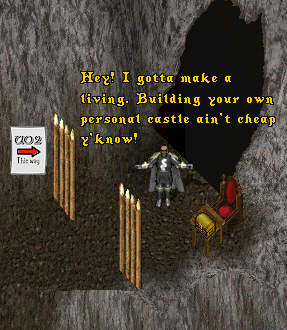 Hey! I gotta make a
living. Building your own
personal castle ain't cheap
y'know!
UO2
This way